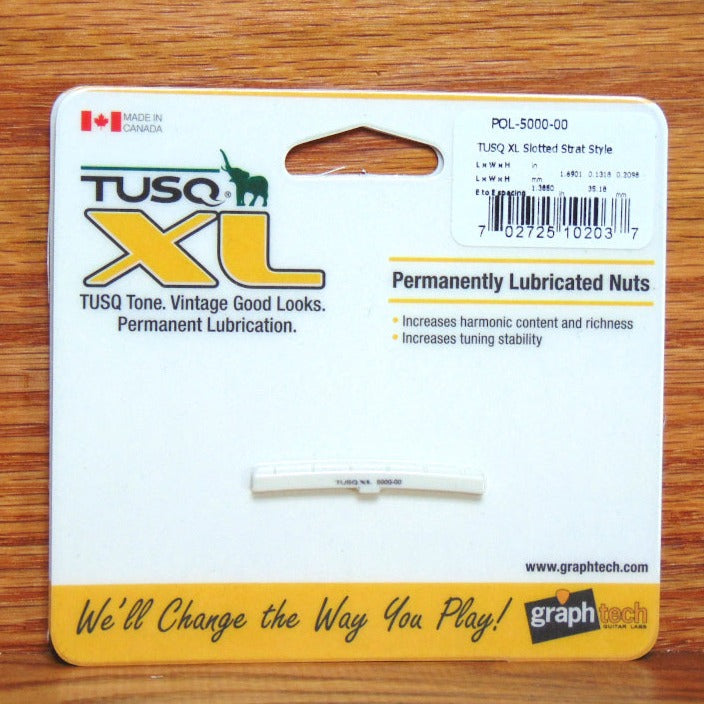 MADE IN
CANADA
TUSQ®
XL
TUSQ Tone. Vintage Good Looks.
Permanent Lubrication.
POL-5000-00
TUSQ XL Slotted Strat Style
L x W x H in
L x W x H mm 1.6901 0.1318 0.2098
E to E spacing 1.3850 in 35.18 mm
7 02725 10203 7
Permanently Lubricated Nuts
• Increases harmonic content and richness
• Increases tuning stability
TUSQ XL 5000-00
www.graphtech.com
We'll Change the Way You Play!
graphtech
GUITAR LABS